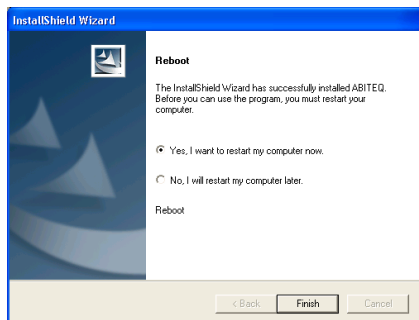 InstallShield Wizard
Reboot
The InstallShield Wizard has successfully installed ABITEQ.
Before you can use the program, you must restart your
computer.
Yes, I want to restart my computer now.
No, I will restart my computer later.
Reboot
< Back
Finish
Cancel